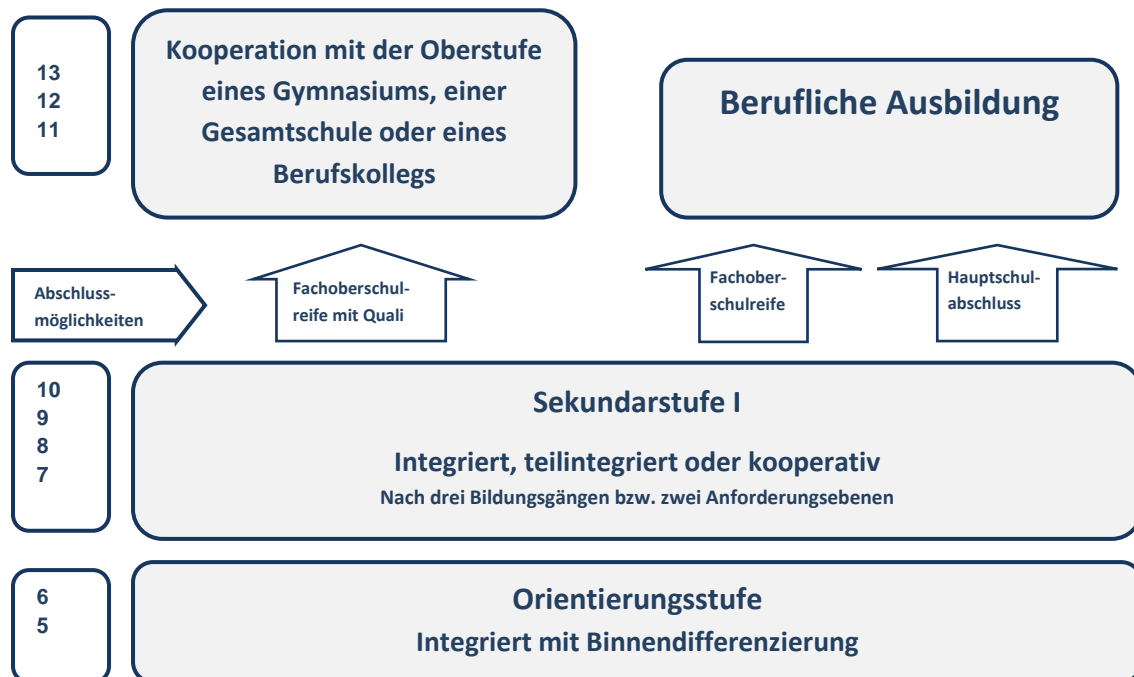 13
12
11
Kooperation mit der Oberstufe
eines Gymnasiums, einer
Gesamtschule oder eines
Berufskollegs
Berufliche Ausbildung
Abschluss-
möglichkeiten
Fachoberschul-
reife mit Quali
Fachober-
schulreife
Hauptschul-
abschluss
10
9
8
7
Sekundarstufe I
Integriert, teilintegriert oder kooperativ
Nach drei Bildungsgängen bzw. zwei Anforderungsebenen
6
5
Orientierungsstufe
Integriert mit Binnendifferenzierung